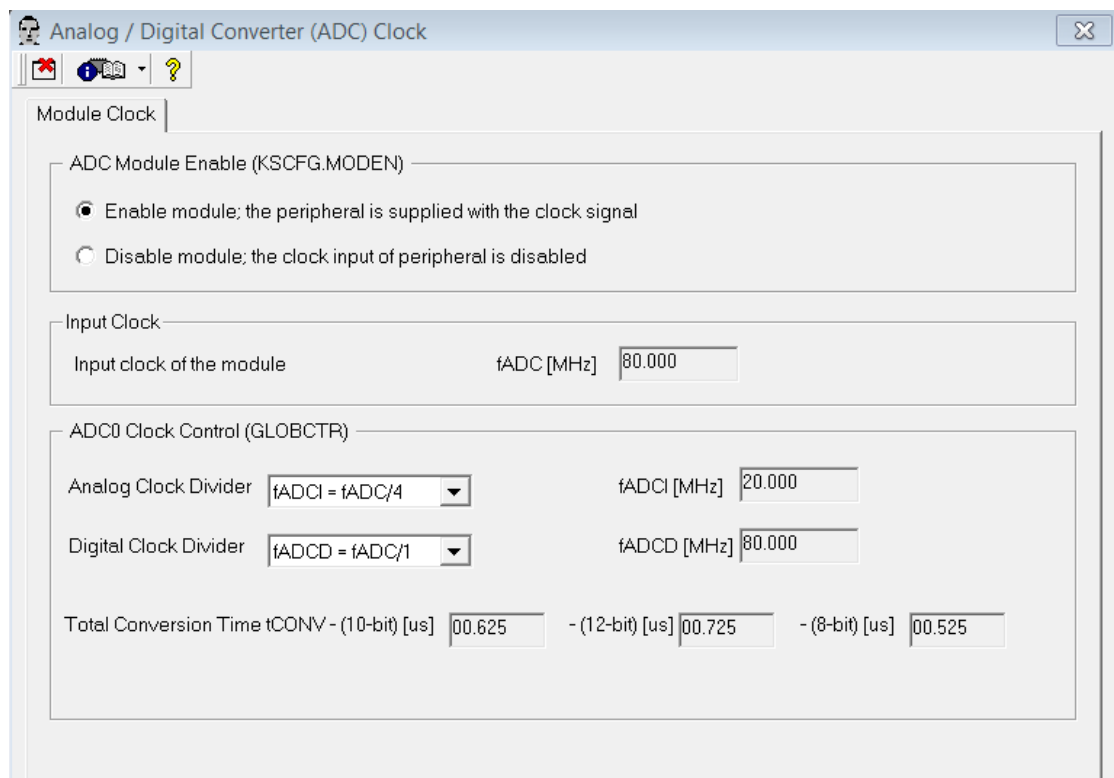 Analog / Digital Converter (ADC) Clock
Module Clock
ADC Module Enable (KSCFG.MODEN)
Enable module; the peripheral is supplied with the clock signal
Disable module; the clock input of peripheral is disabled
Input Clock
Input clock of the module fADC [MHz] 80.000
ADC0 Clock Control (GLOBCTR)
Analog Clock Divider fADCI = fADC/4 fADCI [MHz] 20.000
Digital Clock Divider fADCD = fADC/1 fADCD [MHz] 80.000
Total Conversion Time tCONV - (10-bit) [us] 00.625 - (12-bit) [us] 00.725 - (8-bit) [us] 00.525